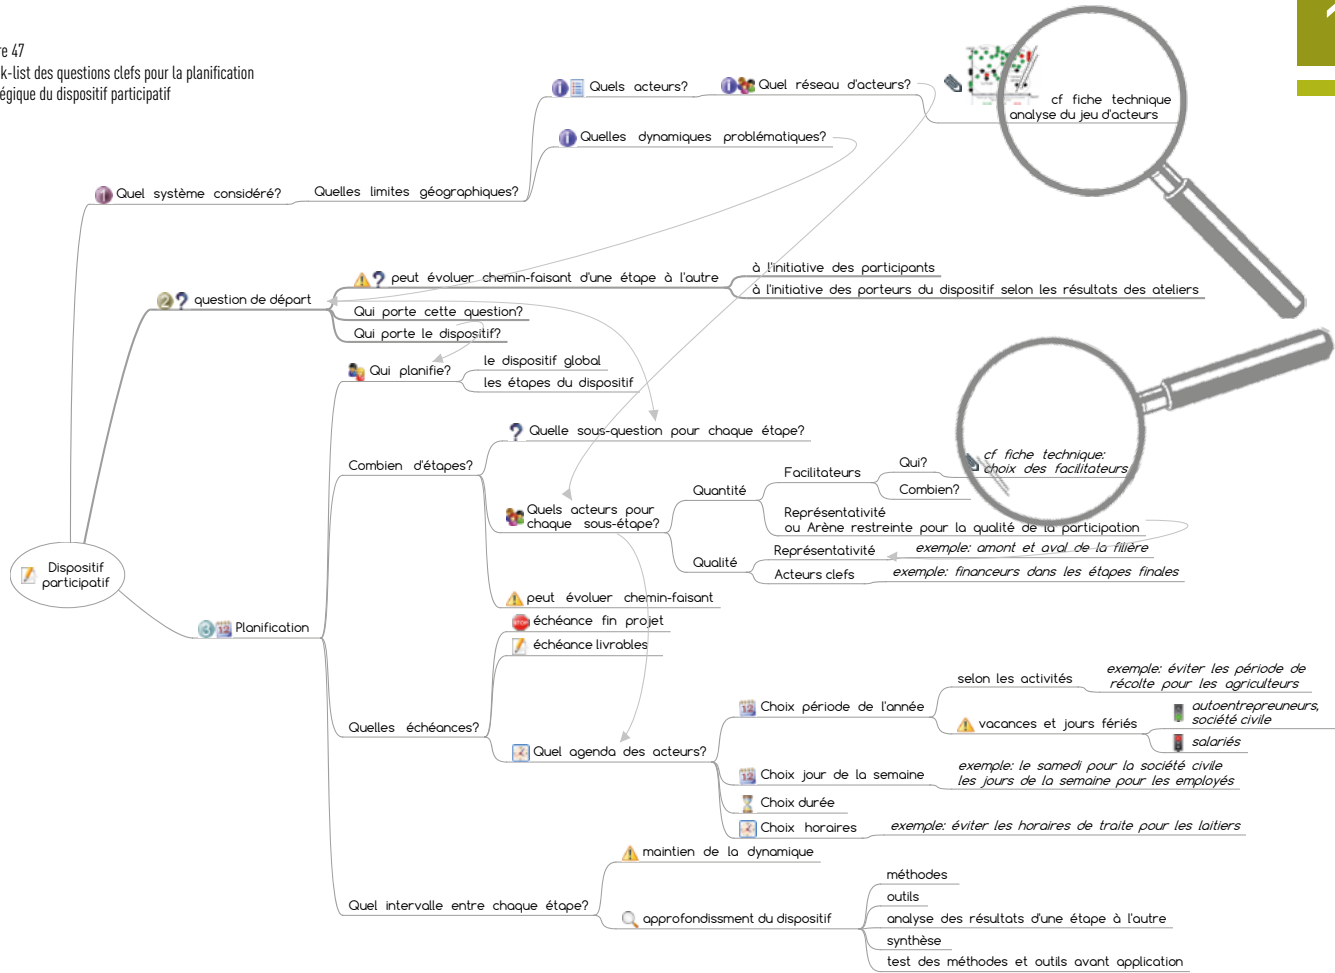 re 47
k-list des questions clefs pour la planification
égique du dispositif participatif
1
Quels acteurs?
Quel réseau d'acteurs?
cf fiche technique
analyse du jeu d'acteurs
Quelles dynamiques problématiques?
1 Quel système considéré?
Quelles limites géographiques?
2 ? question de départ
? peut évoluer chemin-faisant d'une étape à l'autre
à l'initiative des participants
à l'initiative des porteurs du dispositif selon les résultats des ateliers
Qui porte cette question?
Qui porte le dispositif?
Qui planifie?
le dispositif global
les étapes du dispositif
Combien d'étapes?
? Quelle sous-question pour chaque étape?
Quels acteurs pour
chaque sous-étape?
Quantité
Facilitateurs
Qui?
cf fiche technique:
choix des facilitateurs
Combien?
Représentativité
ou Arène restreinte pour la qualité de la participation
Qualité
Représentativité
exemple: amont et aval de la filière
Acteurs clefs
exemple: financeurs dans les étapes finales
peut évoluer chemin-faisant
Dispositif
participatif
3 12 Planification
Quelles échéances?
STOP échéance fin projet
échéance livrables
Quel agenda des acteurs?
12 Choix période de l'année
selon les activités
exemple: éviter les période de
récolte pour les agriculteurs
vacances et jours fériés
autoentrepreuneurs,
société civile
salariés
12 Choix jour de la semaine
exemple: le samedi pour la société civile
les jours de la semaine pour les employés
Choix durée
Choix horaires
exemple: éviter les horaires de traite pour les laitiers
Quel intervalle entre chaque étape?
maintien de la dynamique
approfondissment du dispositif
méthodes
outils
analyse des résultats d'une étape à l'autre
synthèse
test des méthodes et outils avant application